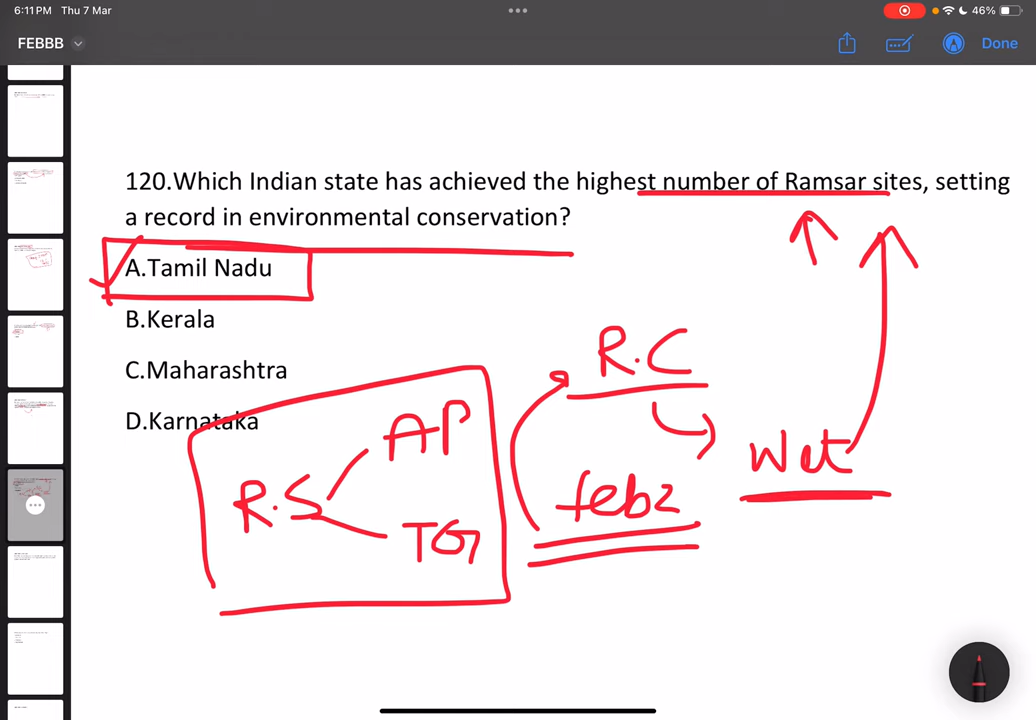 6:11 PM Thu 7 Mar
46%
FEBBB
Done
120.Which Indian state has achieved the highest number of Ramsar sites, setting
a record in environmental conservation?
A.Tamil Nadu
B.Kerala
C.Maharashtra
D.Karnataka
R.C
AP
Wet
R.S
feb2
TG